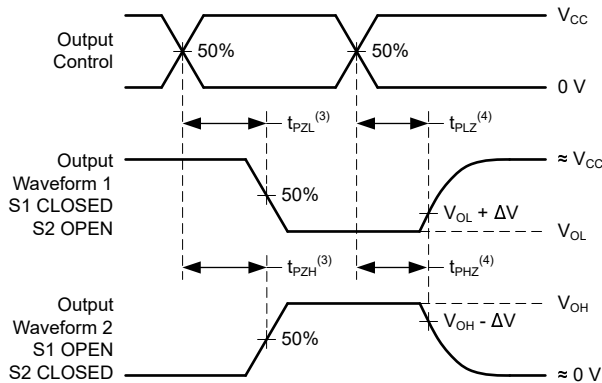 V_CC
Output
Control
50%
50%
0 V
t_PZL^(3)
t_PLZ^(4)
Output
Waveform 1
S1 CLOSED
S2 OPEN
≈ V_CC
50%
V_OL + ΔV
V_OL
t_PZH^(3)
t_PHZ^(4)
Output
Waveform 2
S1 OPEN
S2 CLOSED
V_OH
50%
V_OH - ΔV
≈ 0 V